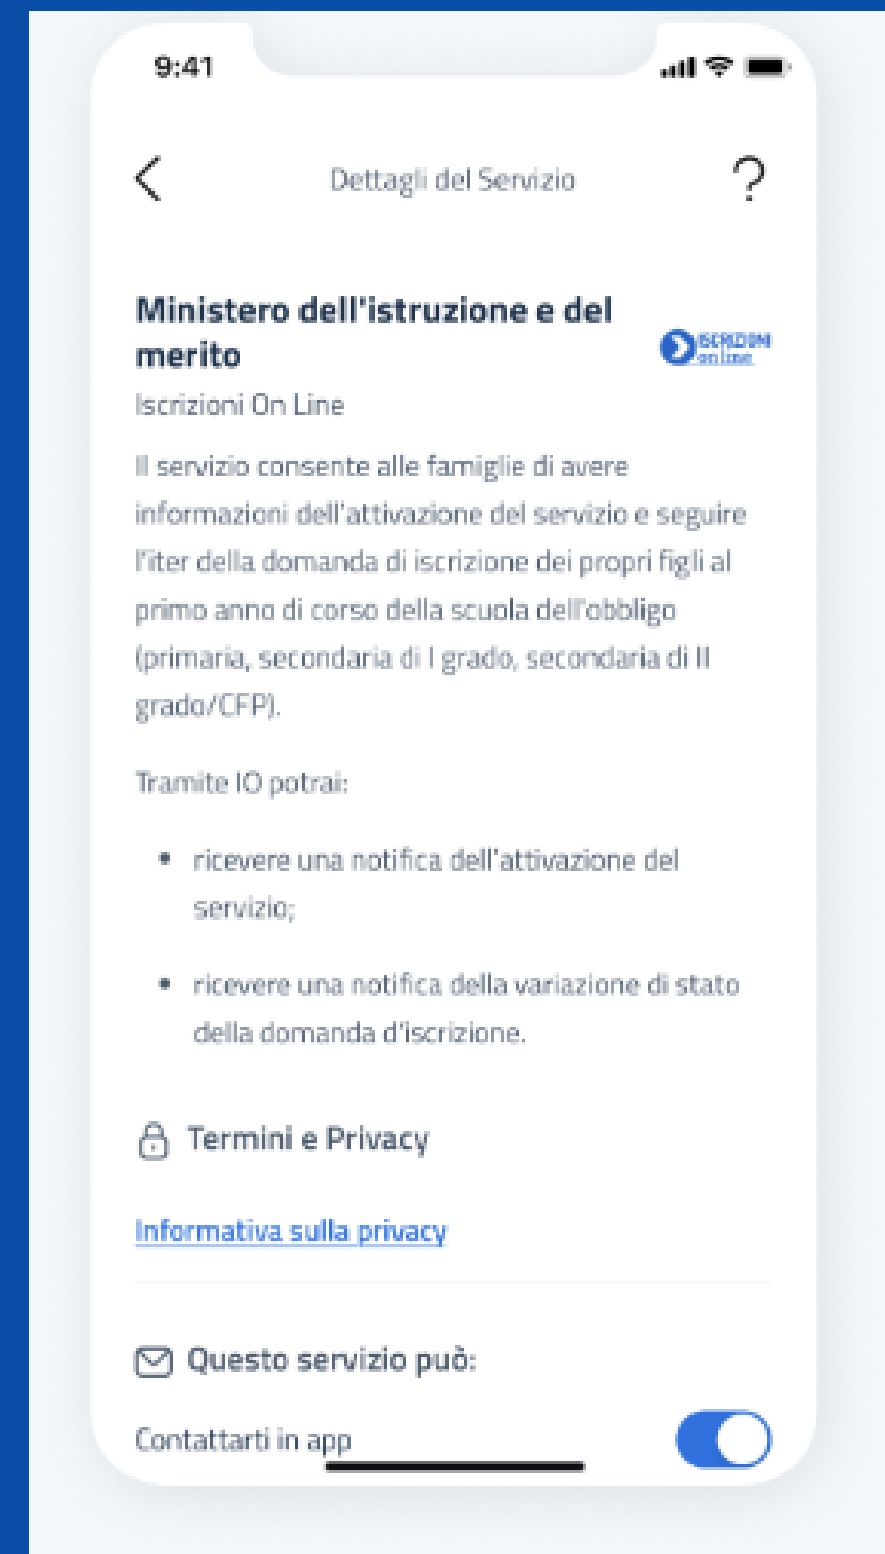 9:41
Dettagli del Servizio
?
Ministero dell'istruzione e del
merito
ISCRIZIONI
on line
Iscrizioni On Line
Il servizio consente alle famiglie di avere
informazioni dell'attivazione del servizio e seguire
l'iter della domanda di iscrizione dei propri figli al
primo anno di corso della scuola dell'obbligo
(primaria, secondaria di I grado, secondaria di II
grado/CFP).
Tramite IO potrai:
• ricevere una notifica dell'attivazione del
servizio;
• ricevere una notifica della variazione di stato
della domanda d'iscrizione.
Termini e Privacy
Informativa sulla privacy
Questo servizio può:
Contattarti in app